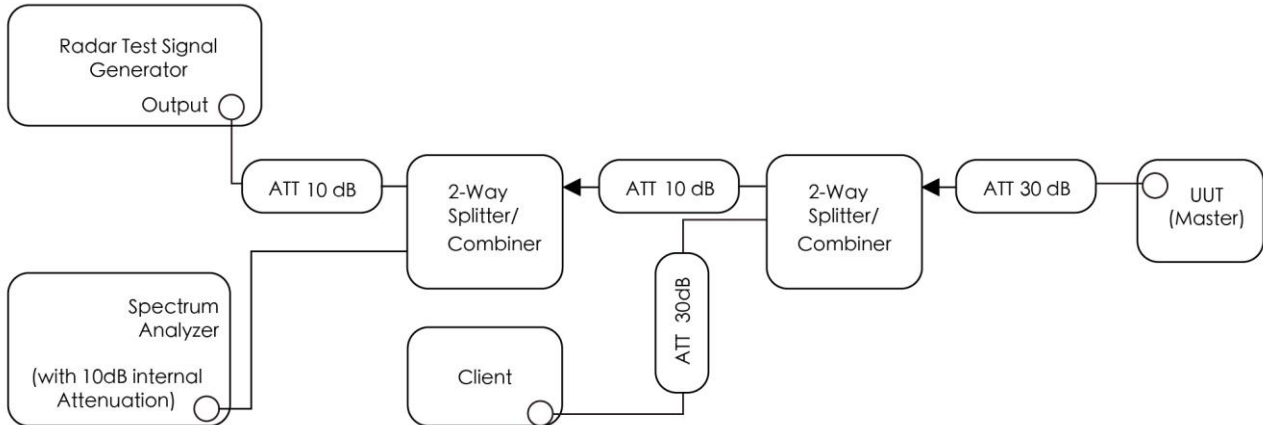 Radar Test Signal
Generator
Output
ATT 10 dB
2-Way
Splitter/
Combiner
ATT 10 dB
2-Way
Splitter/
Combiner
ATT 30 dB
UUT
(Master)
Spectrum
Analyzer
(with 10dB internal
Attenuation)
Client
ATT 30dB